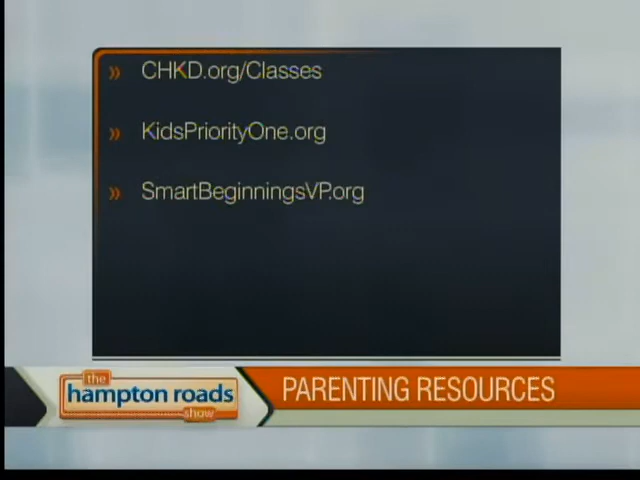 » CHKD.org/Classes
» KidsPriorityOne.org
» SmartBeginningsVP.org
the
hampton roads
show
PARENTING RESOURCES